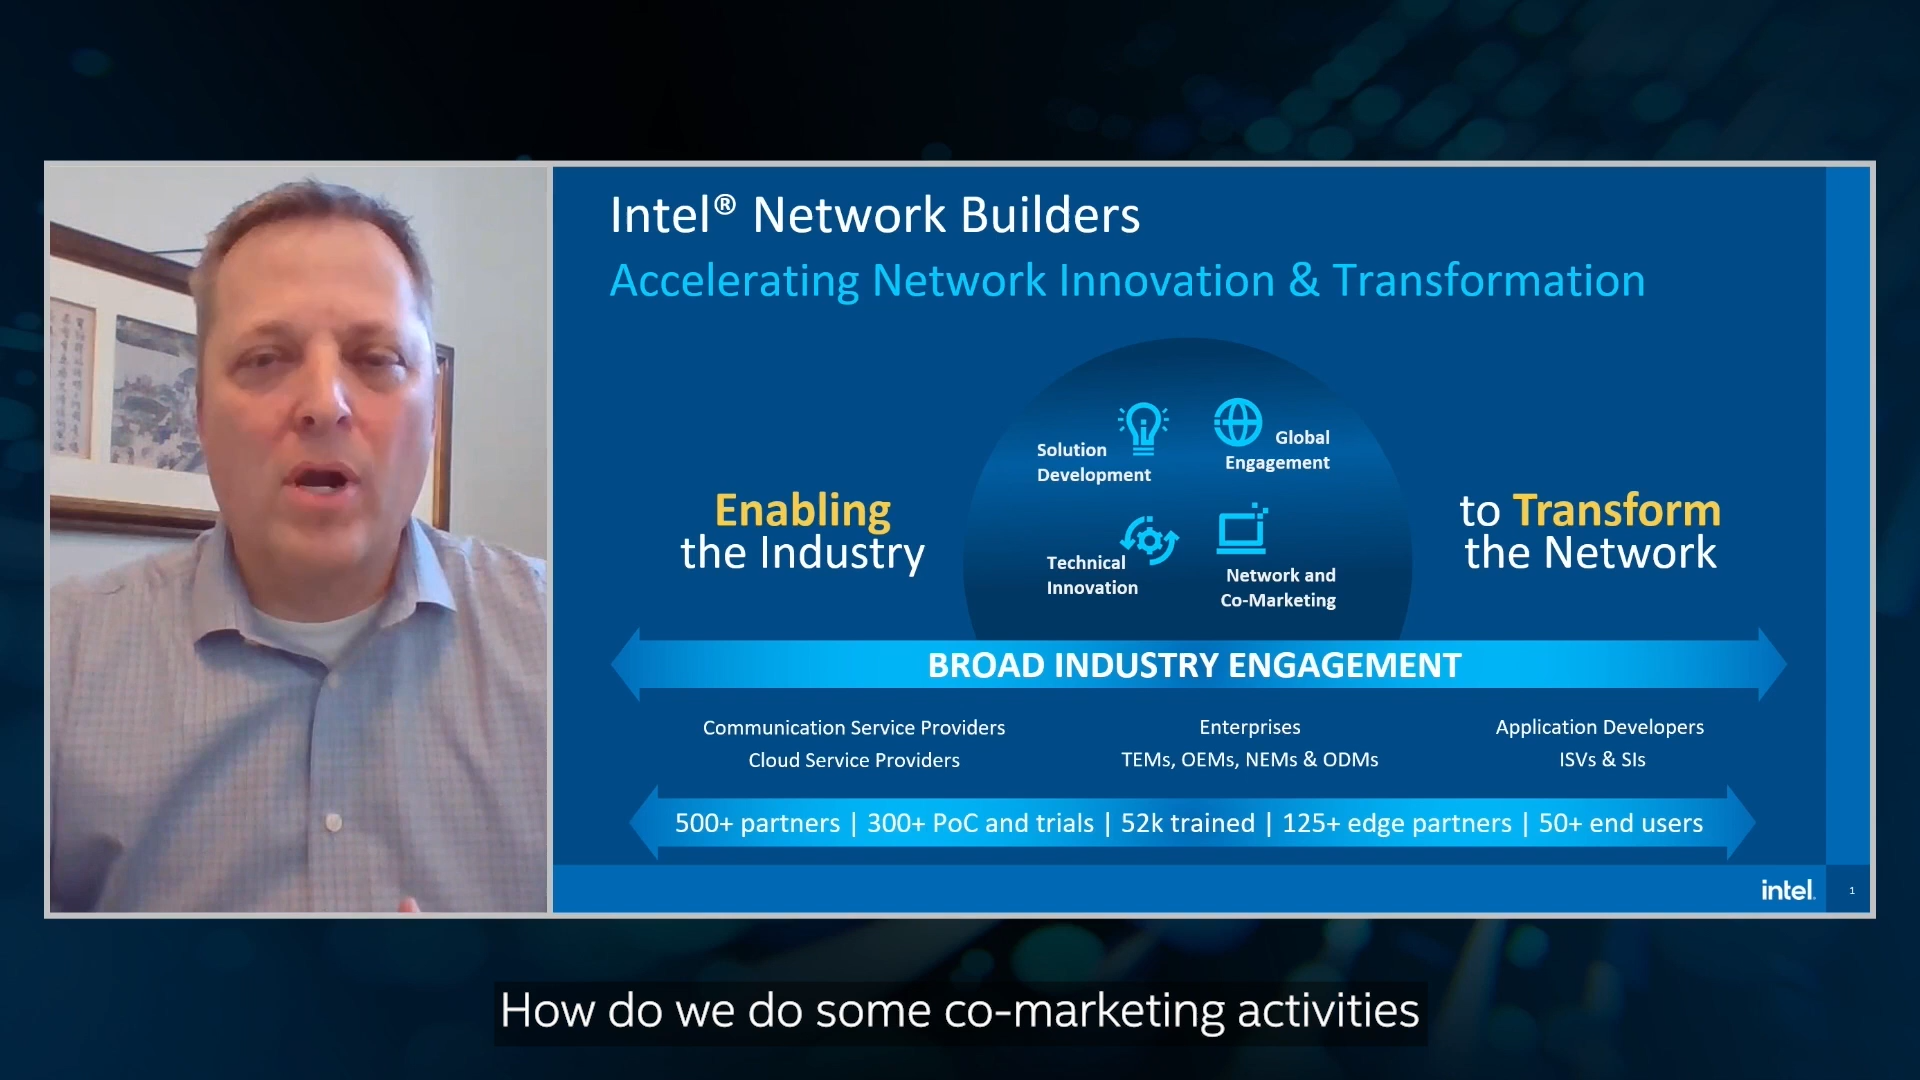 Intel® Network Builders
Accelerating Network Innovation & Transformation
Solution
Development
Global
Engagement
Enabling
the Industry
Technical
Innovation
Network and
Co-Marketing
to Transform
the Network
BROAD INDUSTRY ENGAGEMENT
Communication Service Providers
Cloud Service Providers
Enterprises
TEMs, OEMs, NEMs & ODMs
Application Developers
ISVs & SIs
500+ partners | 300+ PoC and trials | 52k trained | 125+ edge partners | 50+ end users
intel.
1
How do we do some co-marketing activities